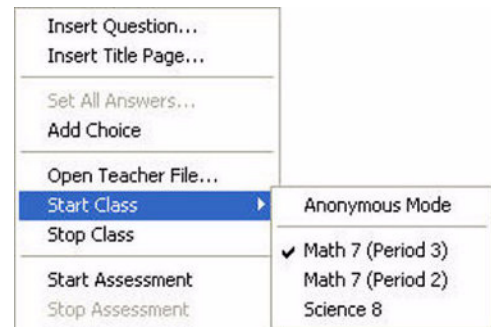 Insert Question...
Insert Title Page...
Set All Answers...
Add Choice
Open Teacher File...
Start Class
Stop Class
Start Assessment
Stop Assessment
Anonymous Mode
Math 7 (Period 3)
Math 7 (Period 2)
Science 8